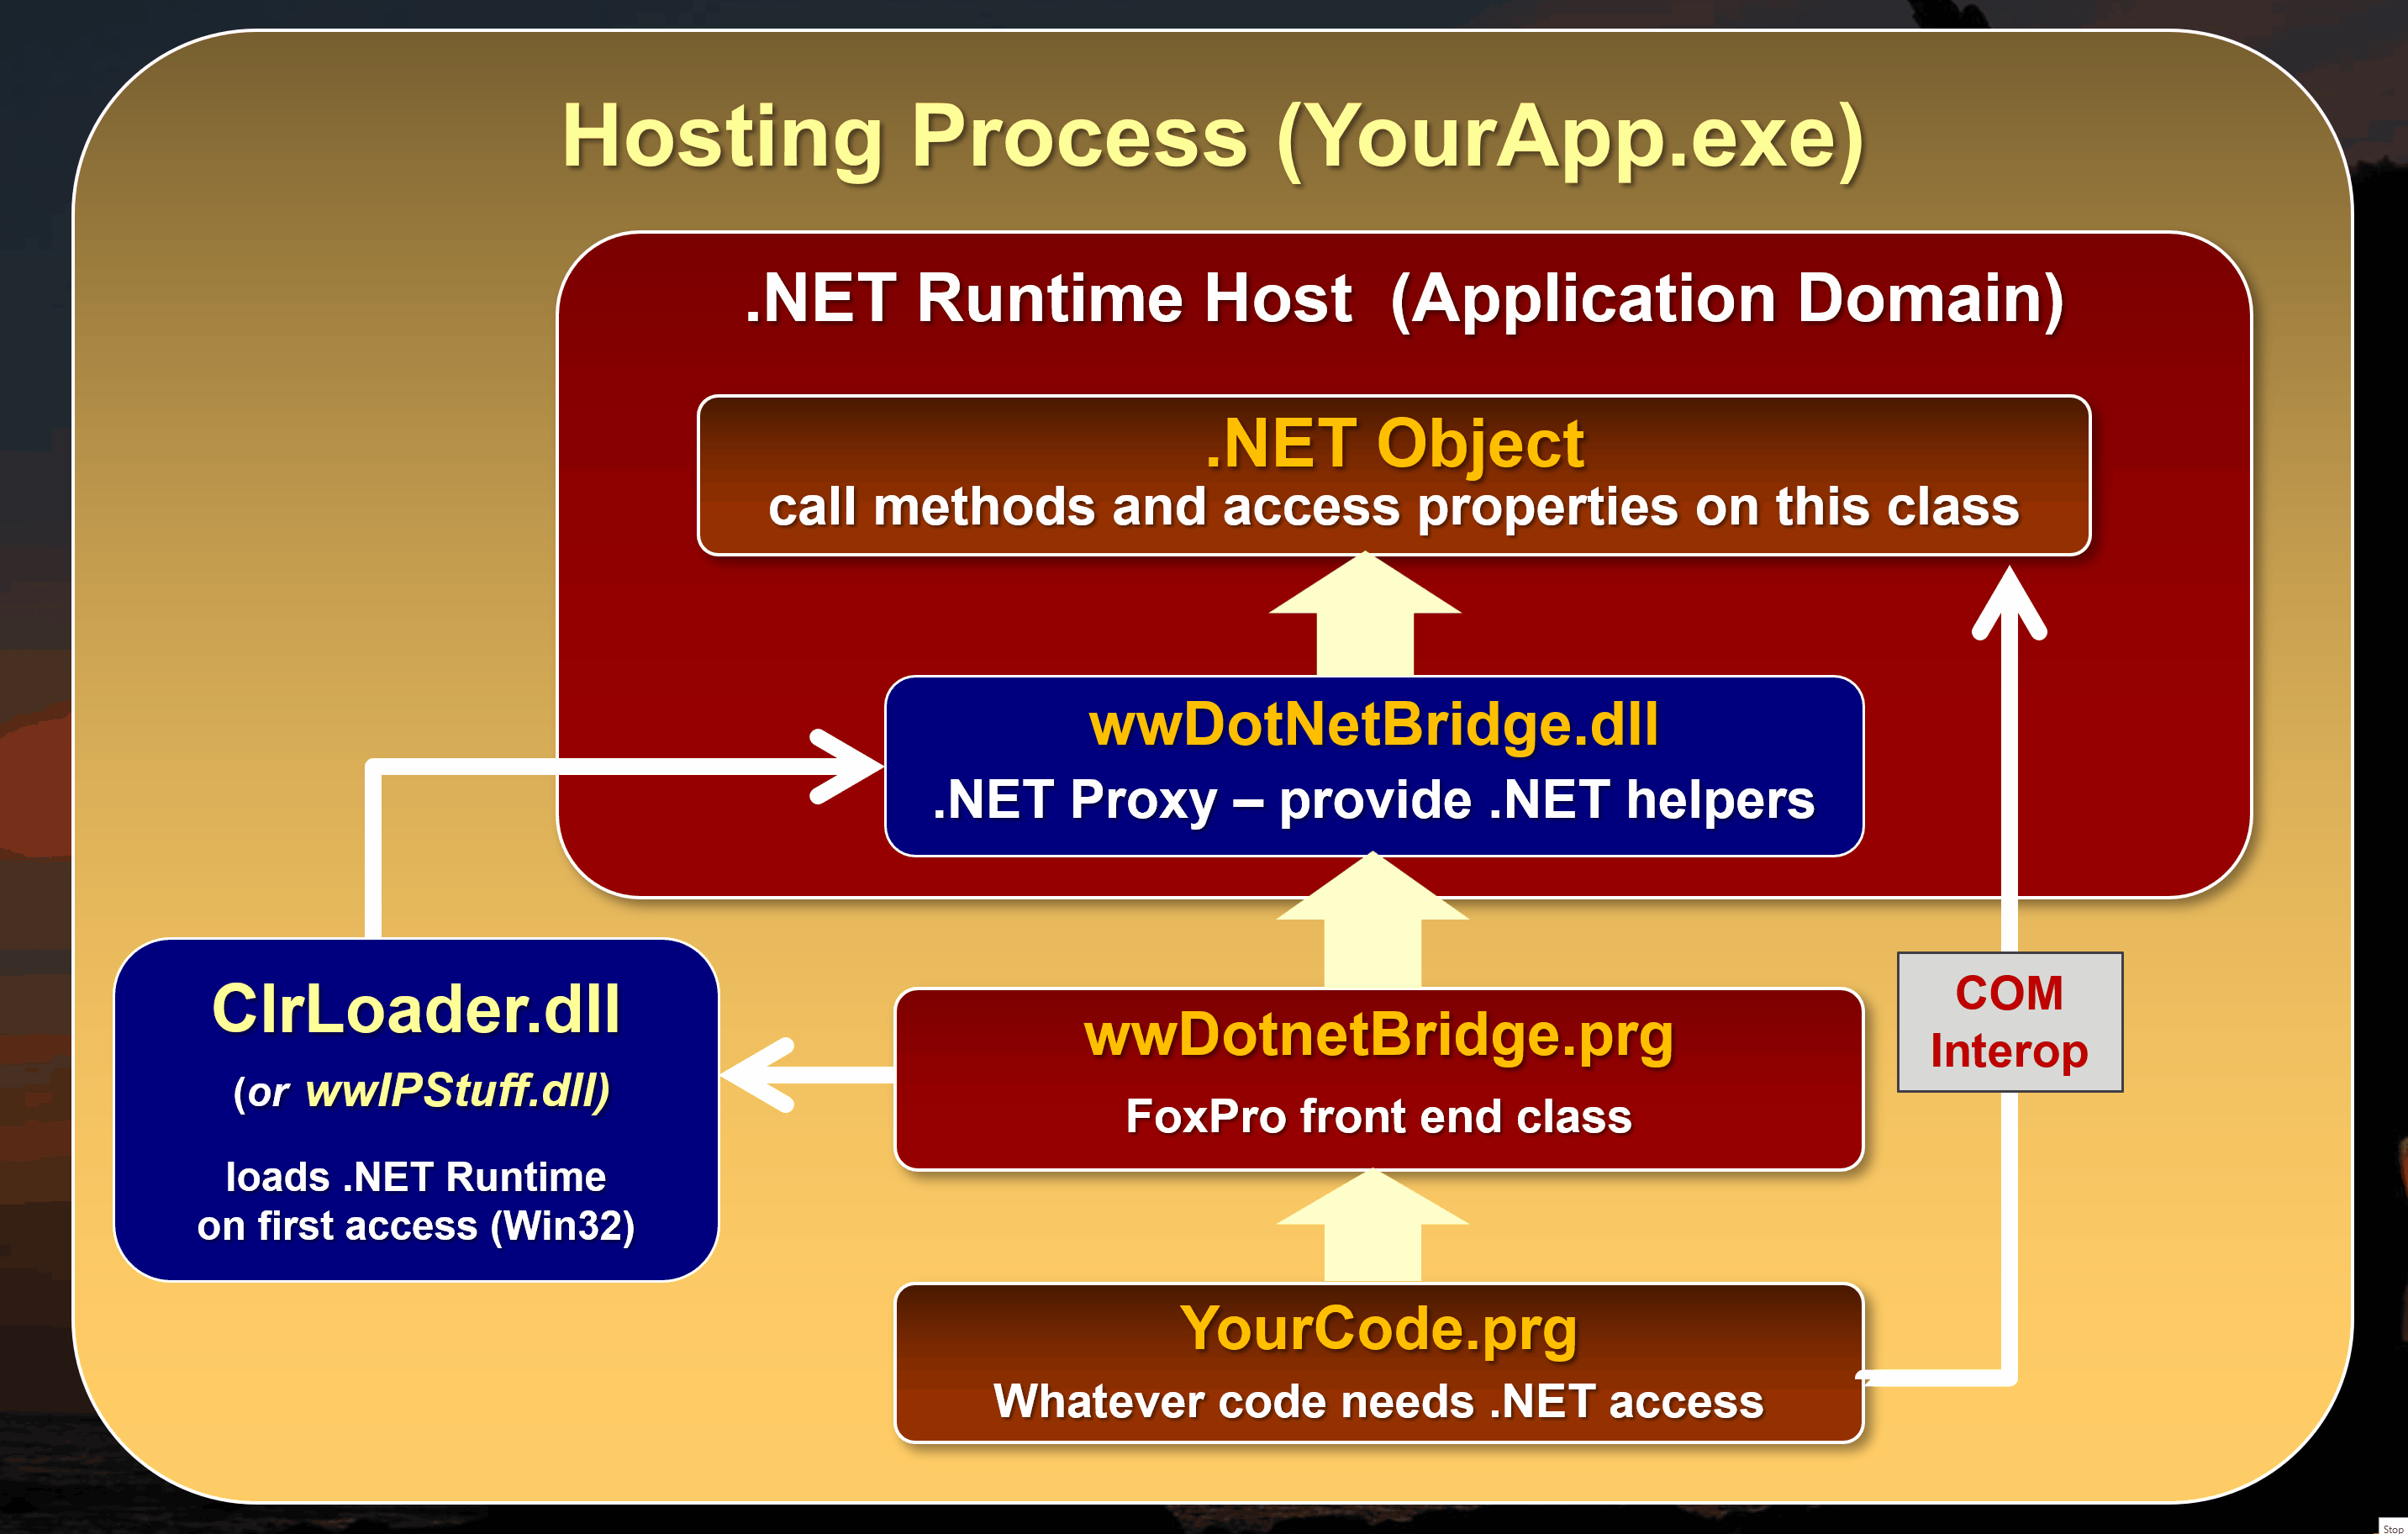 Hosting Process (YourApp.exe)
.NET Runtime Host (Application Domain)
.NET Object
call methods and access properties on this class
wwDotNetBridge.dll
.NET Proxy – provide .NET helpers
ClrLoader.dll
(or wwIPStuff.dll)
loads .NET Runtime
on first access (Win32)
wwDotnetBridge.prg
FoxPro front end class
COM
Interop
YourCode.prg
Whatever code needs .NET access
Stop